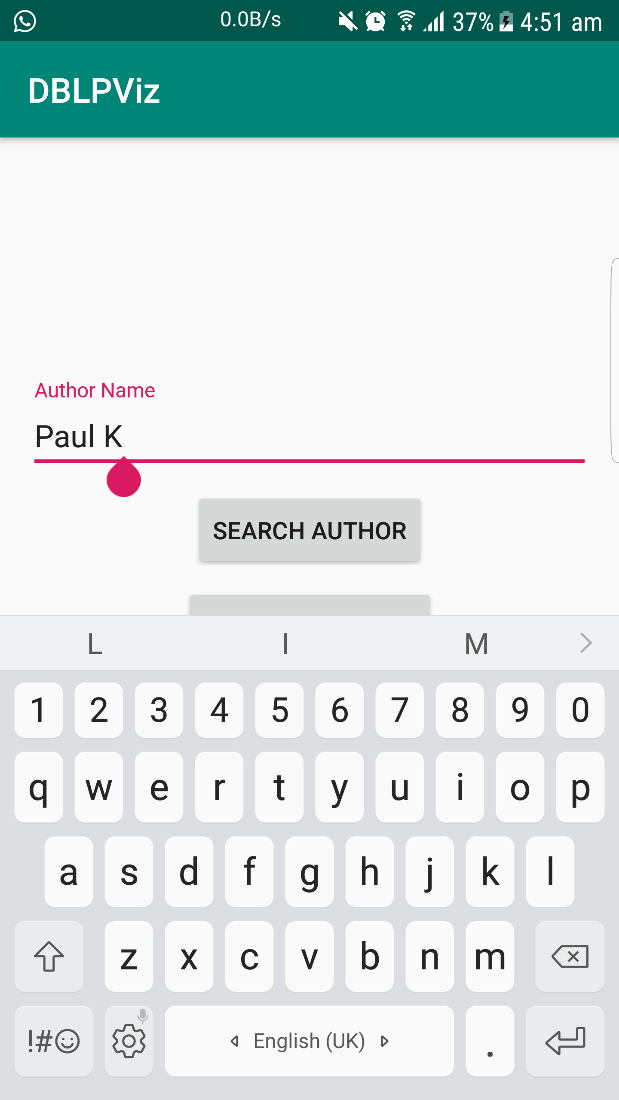 0.0B/s 37% 4:51 am
DBLPViz
Author Name
Paul K
SEARCH AUTHOR
L I M
1 2 3 4 5 6 7 8 9 0
q w e r t y u i o p
a s d f g h j k l
z x c v b n m
!#☺ English (UK) .